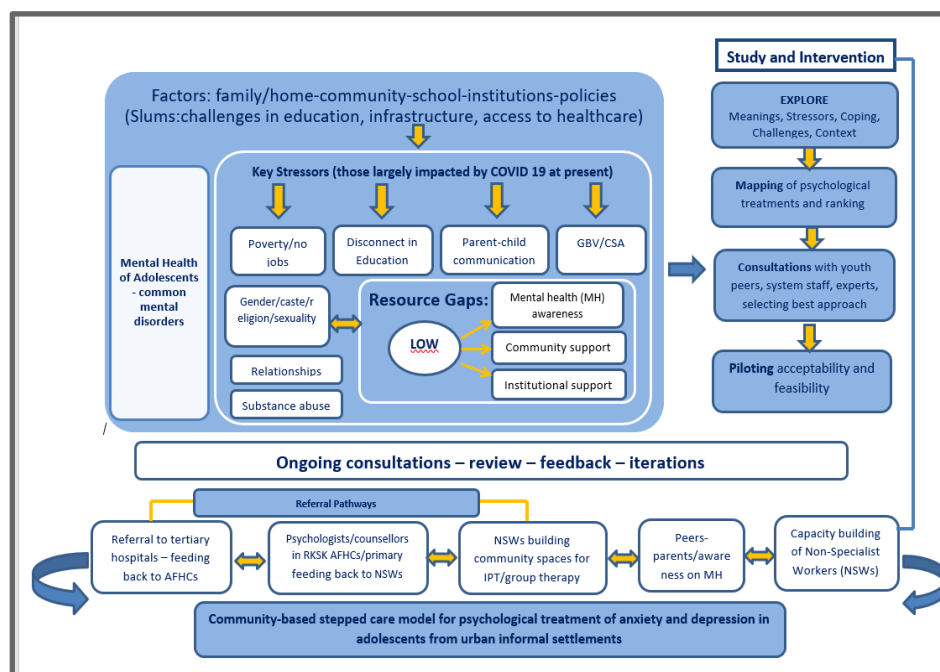 Study and Intervention
Factors: family/home-community-school-institutions-policies
(Slums:challenges in education, infrastructure, access to healthcare)
EXPLORE
Meanings, Stressors, Coping,
Challenges, Context
Mental Health
of Adolescents
- common
mental
disorders
Key Stressors (those largely impacted by COVID 19 at present)
Poverty/no
jobs
Disconnect in
Education
Parent-child
communication
GBV/CSA
Mapping of psychological
treatments and ranking
Gender/caste/r
eligion/sexuality
Relationships
Substance abuse
Resource Gaps:
LOW
Mental health (MH)
awareness
Community support
Institutional support
Consultations with youth
peers, system staff, experts,
selecting best approach
Piloting acceptability and
feasibility
/
Ongoing consultations – review – feedback – iterations
Referral Pathways
Referral to tertiary
hospitals – feeding
back to AFHCs
Psychologists/counsellors
in RKSK AFHCs/primary
feeding back to NSWs
NSWs building
community spaces for
IPT/group therapy
Peers-
parents/aware
ness on MH
Capacity building
of Non-Specialist
Workers (NSWs)
Community-based stepped care model for psychological treatment of anxiety and depression in
adolescents from urban informal settlements